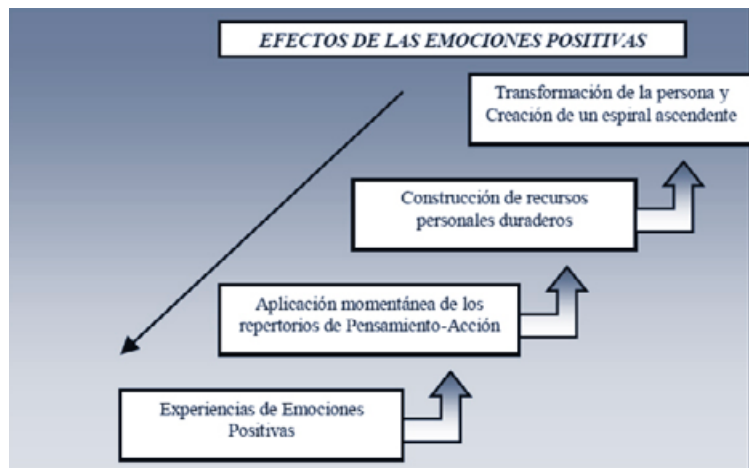 EFECTOS DE LAS EMOCIONES POSITIVAS
Transformación de la persona y
Creación de un espiral ascendente
Construcción de recursos
personales duraderos
Aplicación momentánea de los
repertorios de Pensamiento-Acción
Experiencias de Emociones
Positivas